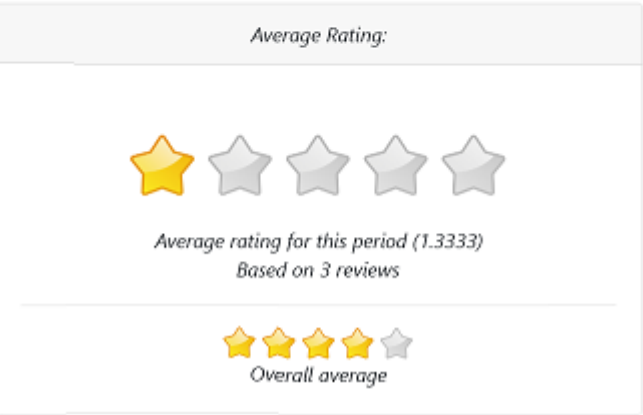 Average Rating:
Average rating for this period (1.3333)
Based on 3 reviews
Overall average